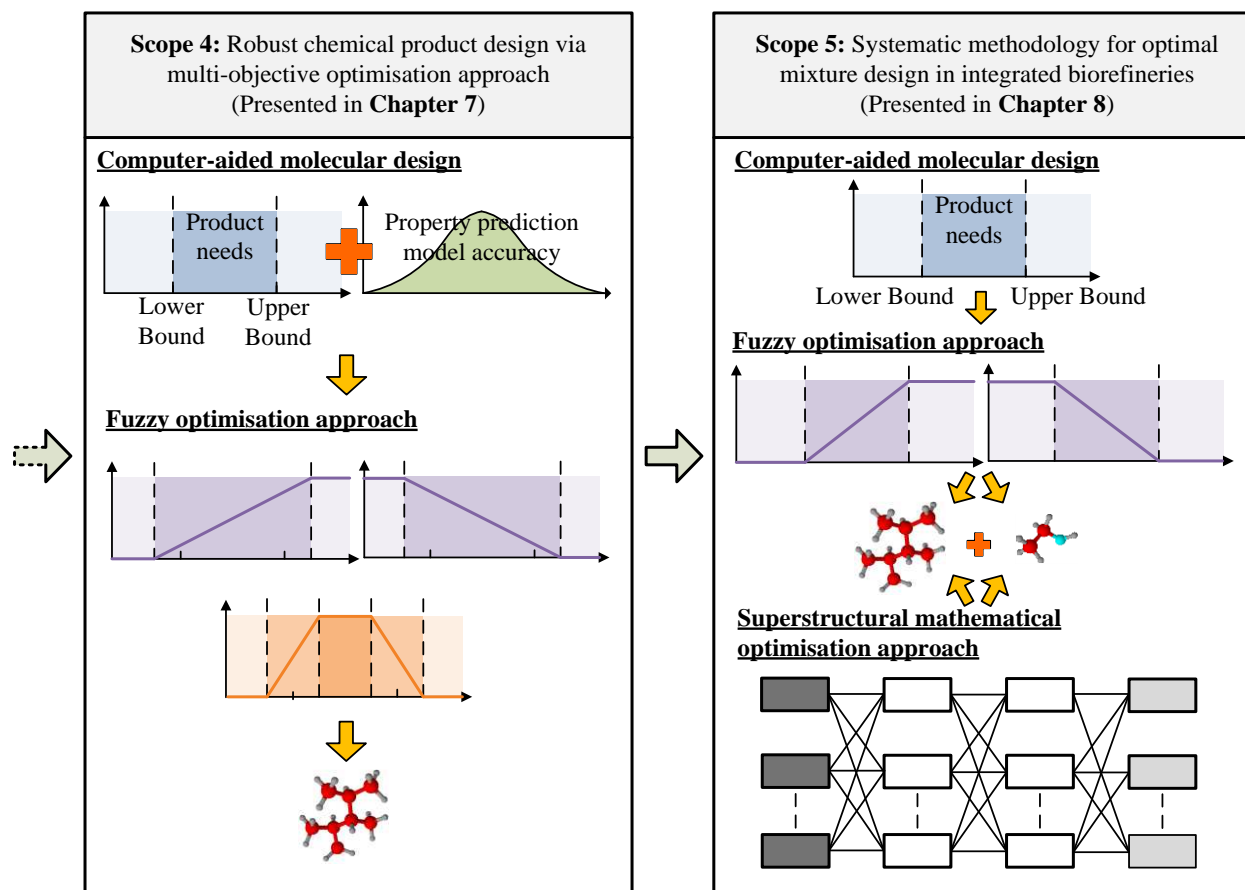 Scope 4: Robust chemical product design via
multi-objective optimisation approach
(Presented in Chapter 7)
Computer-aided molecular design
Product
needs
Property prediction
model accuracy
Lower
Bound
Upper
Bound
Fuzzy optimisation approach
Scope 5: Systematic methodology for optimal
mixture design in integrated biorefineries
(Presented in Chapter 8)
Computer-aided molecular design
Product
needs
Lower Bound
Upper Bound
Fuzzy optimisation approach
Superstructural mathematical
optimisation approach